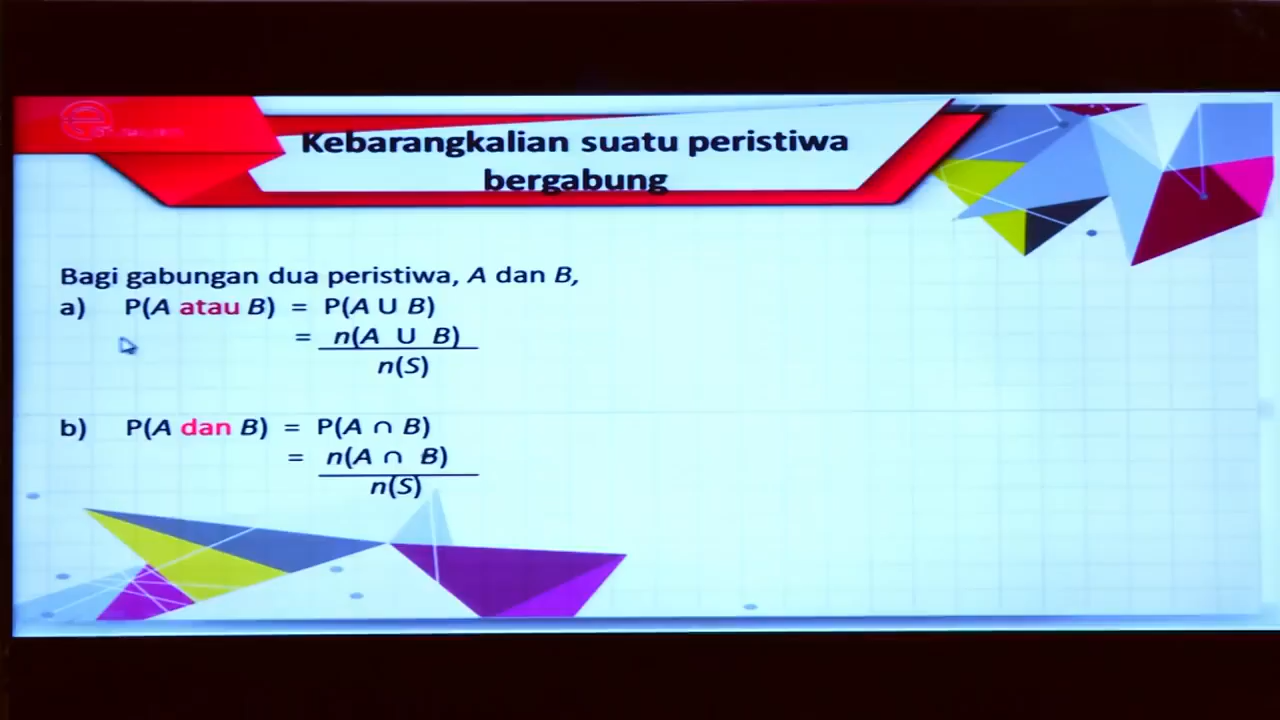 Kebarangkalian suatu peristiwa
bergabung
Bagi gabungan dua peristiwa, A dan B,
a) P(A atau B) = P(A ∪ B)
= n(A ∪ B)
n(S)
b) P(A dan B) = P(A ∩ B)
= n(A ∩ B)
n(S)